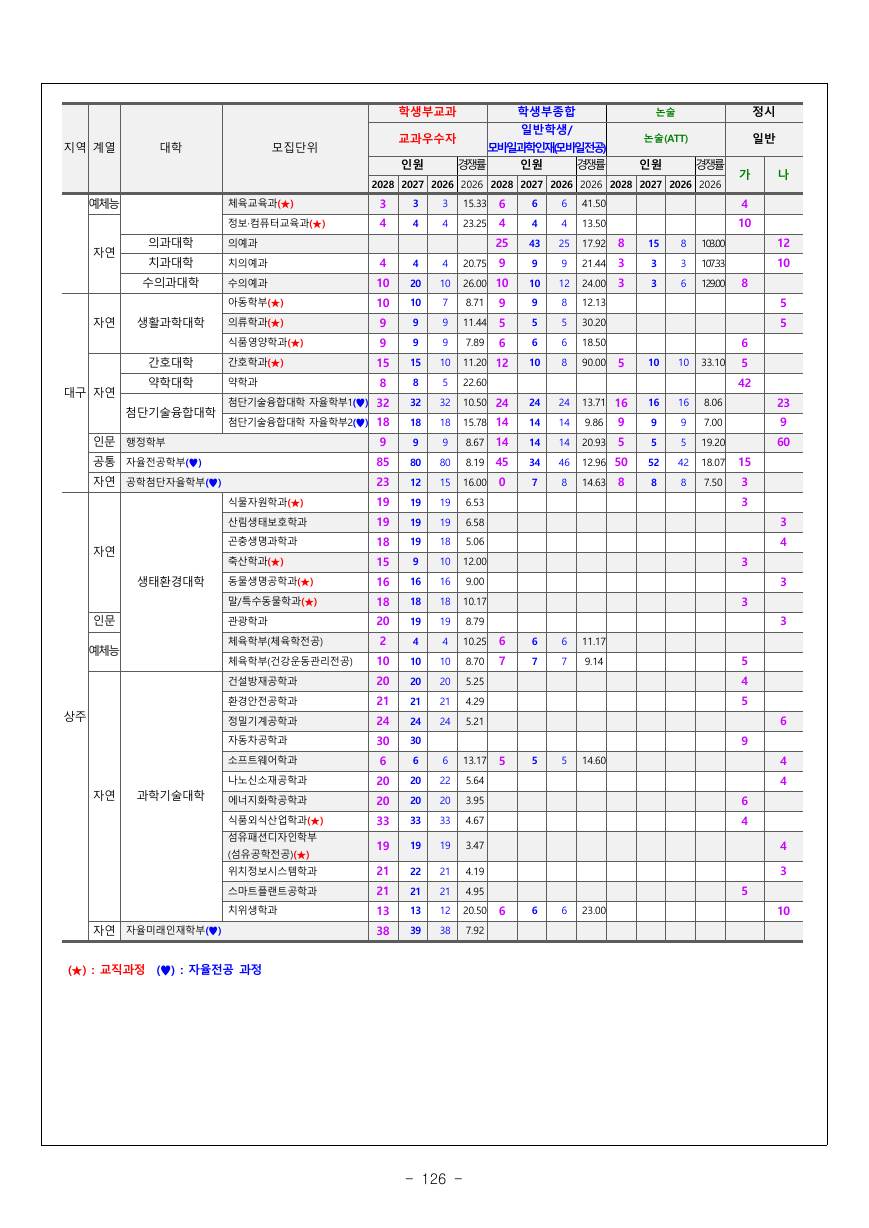 지역 계열 대학 모집단위 학생부교과 학생부종합 논술 정시
교과우수자 일반학생/ 모바일과학인재(모바일전공) 논술(ATT) 일반
인원 경쟁률 인원 경쟁률 인원 경쟁률 가 나
2028 2027 2026 2026 2028 2027 2026 2026 2028 2027 2026 2026
예체능 체육교육과(★) 3 3 3 15.33 6 6 6 41.50 4
정보·컴퓨터교육과(★) 4 4 4 23.25 4 4 4 13.50 10
자연 의과대학 의예과 25 43 25 17.92 8 15 8 103.00 12
치과대학 치의예과 4 4 4 20.75 9 9 9 21.44 3 3 3 107.33 10
수의과대학 수의예과 10 20 10 26.00 10 10 12 24.00 3 3 6 129.00 8
아동학부(★) 10 10 7 8.71 9 9 8 12.13 5
자연 생활과학대학 의류학과(★) 9 9 9 11.44 5 5 5 30.20 5
식품영양학과(★) 9 9 9 7.89 6 6 6 18.50 6
간호대학 간호학과(★) 15 15 10 11.20 12 10 8 90.00 5 10 10 33.10 5
대구 자연 약학대학 약학과 8 8 5 22.60 42
첨단기술융합대학 첨단기술융합대학 자율학부1(♥) 32 32 32 10.50 24 24 24 13.71 16 16 16 8.06 23
첨단기술융합대학 자율학부2(♥) 18 18 18 15.78 14 14 14 9.86 9 9 9 7.00 9
인문 행정학부 9 9 9 8.67 14 14 14 20.93 5 5 5 19.20 60
공통 자율전공학부(♥) 85 80 80 8.19 45 34 46 12.96 50 52 42 18.07 15
자연 공학첨단자율학부(♥) 23 12 15 16.00 0 7 8 14.63 8 8 8 7.50 3
식물자원학과(★) 19 19 19 6.53 3
산림생태보호학과 19 19 19 6.58 3
곤충생명과학과 18 19 18 5.06 4
자연 축산학과(★) 15 9 10 12.00 3
생태환경대학 동물생명공학과(★) 16 16 16 9.00 3
말/특수동물학과(★) 18 18 18 10.17 3
인문 관광학과 20 19 19 8.79 3
예체능 체육학부(체육학전공) 2 4 4 10.25 6 6 6 11.17
체육학부(건강운동관리전공) 10 10 10 8.70 7 7 7 9.14 5
건설방재공학과 20 20 20 5.25 4
환경안전공학과 21 21 21 4.29 5
상주 정밀기계공학과 24 24 24 5.21 6
자동차공학과 30 30 9
소프트웨어학과 6 6 6 13.17 5 5 5 14.60 4
나노신소재공학과 20 20 22 5.64 4
자연 과학기술대학 에너지화학공학과 20 20 20 3.95 6
식품외식산업학과(★) 33 33 33 4.67 4
섬유패션디자인학부
(섬유공학전공)(★) 19 19 19 3.47 4
위치정보시스템학과 21 22 21 4.19 3
스마트플랜트공학과 21 21 21 4.95 5
치위생학과 13 13 12 20.50 6 6 6 23.00 10
자연 자율미래인재학부(♥) 38 39 38 7.92
(★) : 교직과정 (♥) : 자율전공 과정
- 126 -